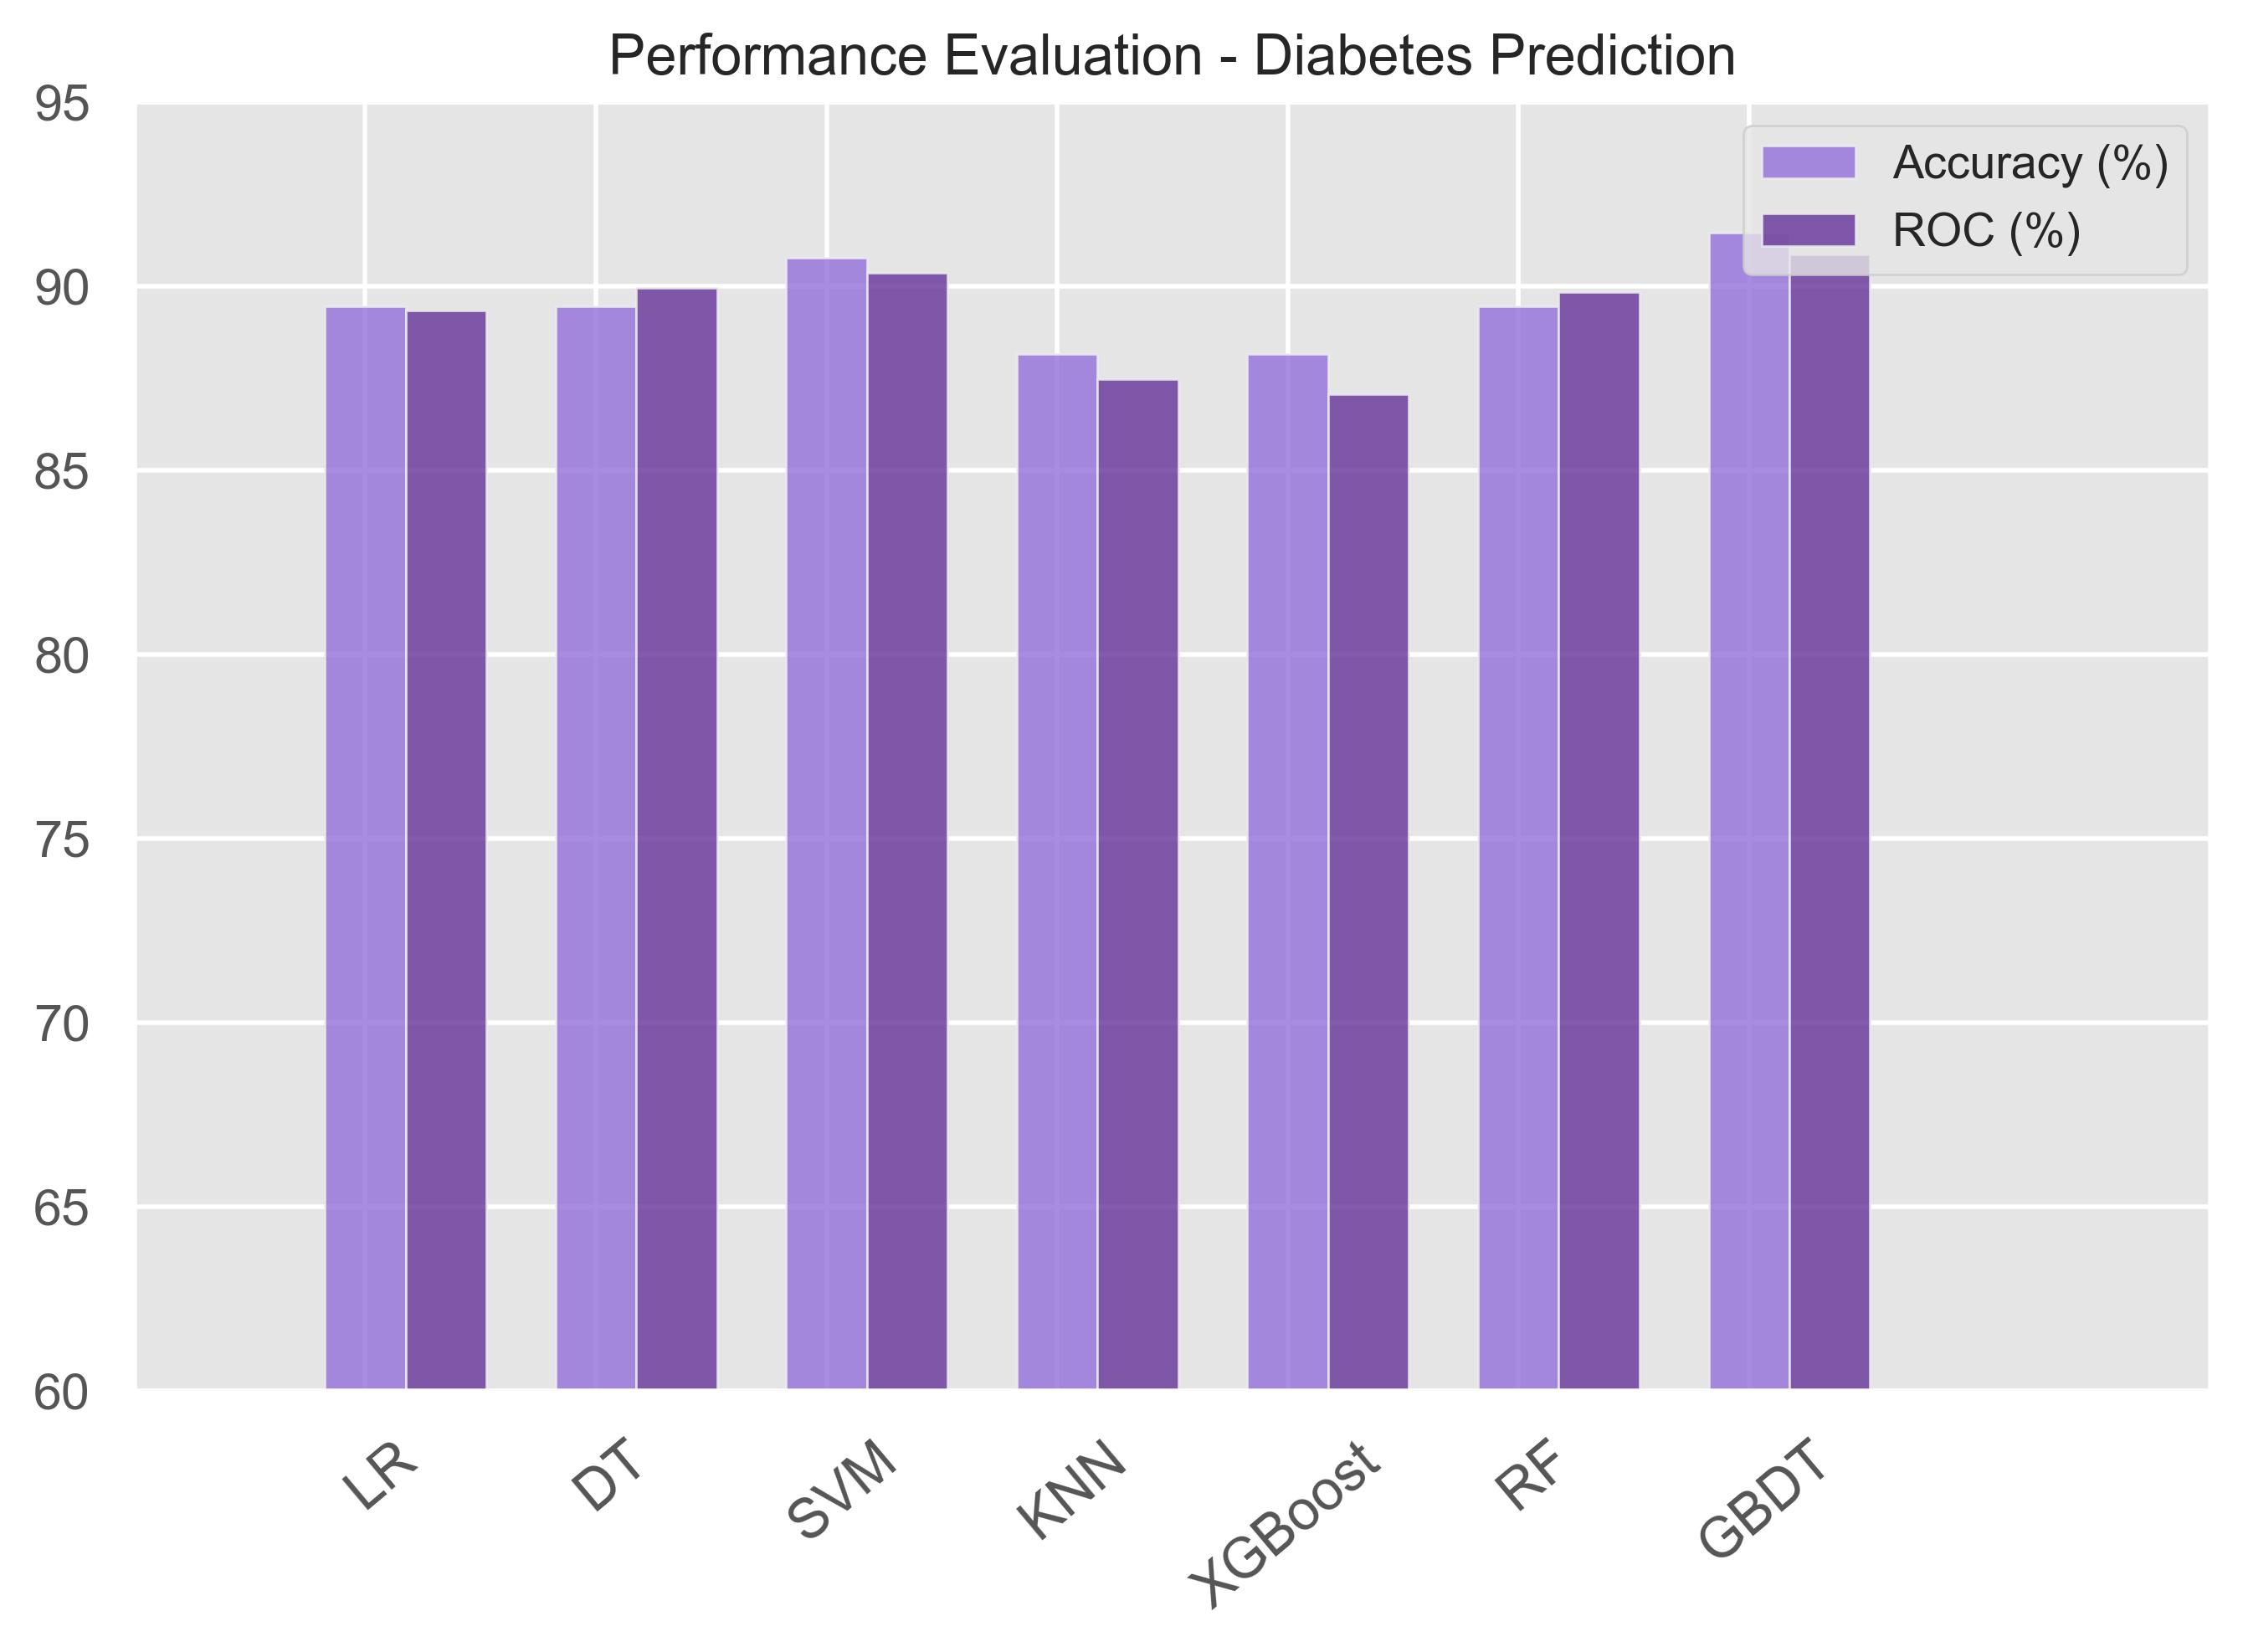 Performance Evaluation - Diabetes Prediction
95
90
85
80
75
70
65
60
Accuracy (%)
ROC (%)
LR
DT
SVM
KNN
XGBoost
RF
GBDT